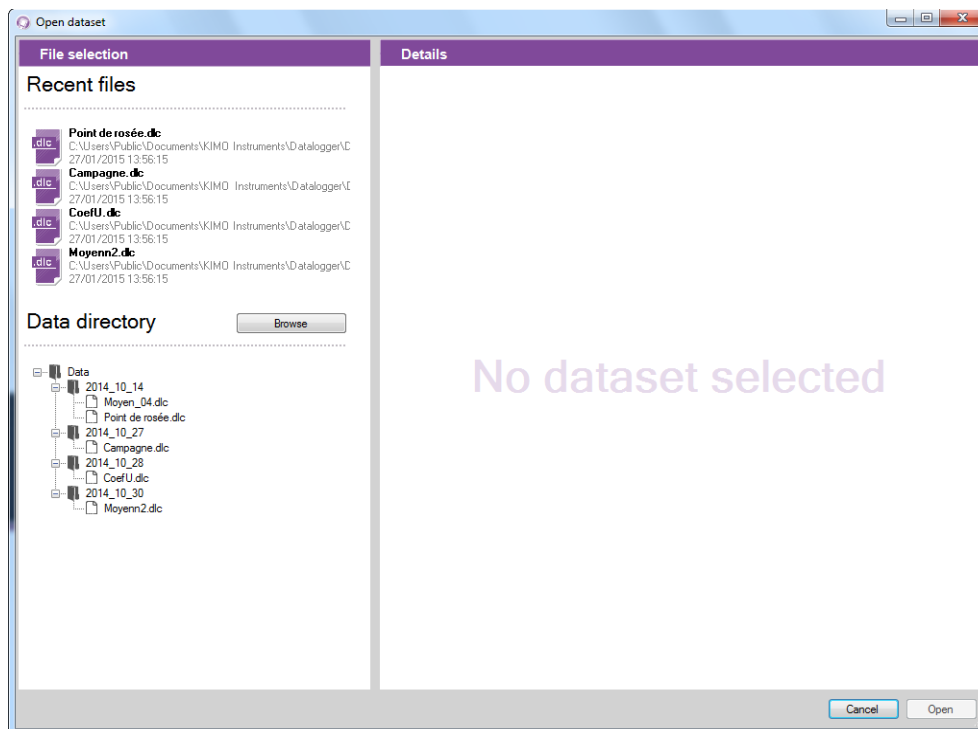 Open dataset
File selection
Recent files
.dlc
Point de rosée.dlc
C:\Users\Public\Documents\KIMO Instruments\Datalogger\D
27/01/2015 13:56:15
.dlc
Campagne.dlc
C:\Users\Public\Documents\KIMO Instruments\Datalogger\D
27/01/2015 13:56:15
.dlc
CoefU.dlc
C:\Users\Public\Documents\KIMO Instruments\Datalogger\D
27/01/2015 13:56:15
.dlc
Moyenn2.dlc
C:\Users\Public\Documents\KIMO Instruments\Datalogger\D
27/01/2015 13:56:15
Data directory
Browse
Data
2014_10_14
Moyen_04.dlc
Point de rosée.dlc
2014_10_27
Campagne.dlc
2014_10_28
CoefU.dlc
2014_10_30
Moyenn2.dlc
Details
No dataset selected
Cancel
Open